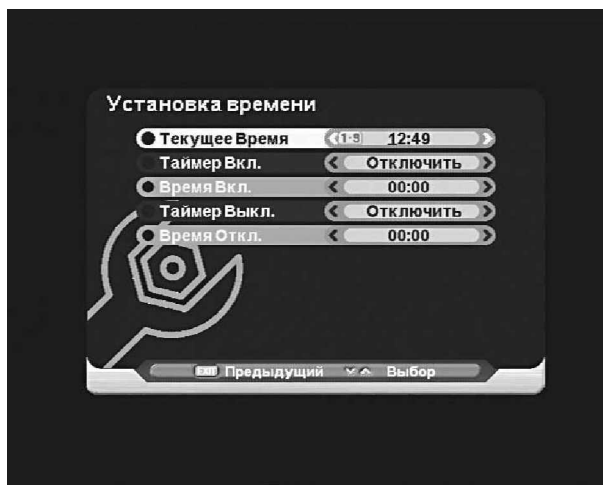 Установка времени
Текущее Время 1-9 12:49
Таймер Вкл. Отключить
Время Вкл. 00:00
Таймер Выкл. Отключить
Время Откл. 00:00
EXIT Предыдущий Выбор